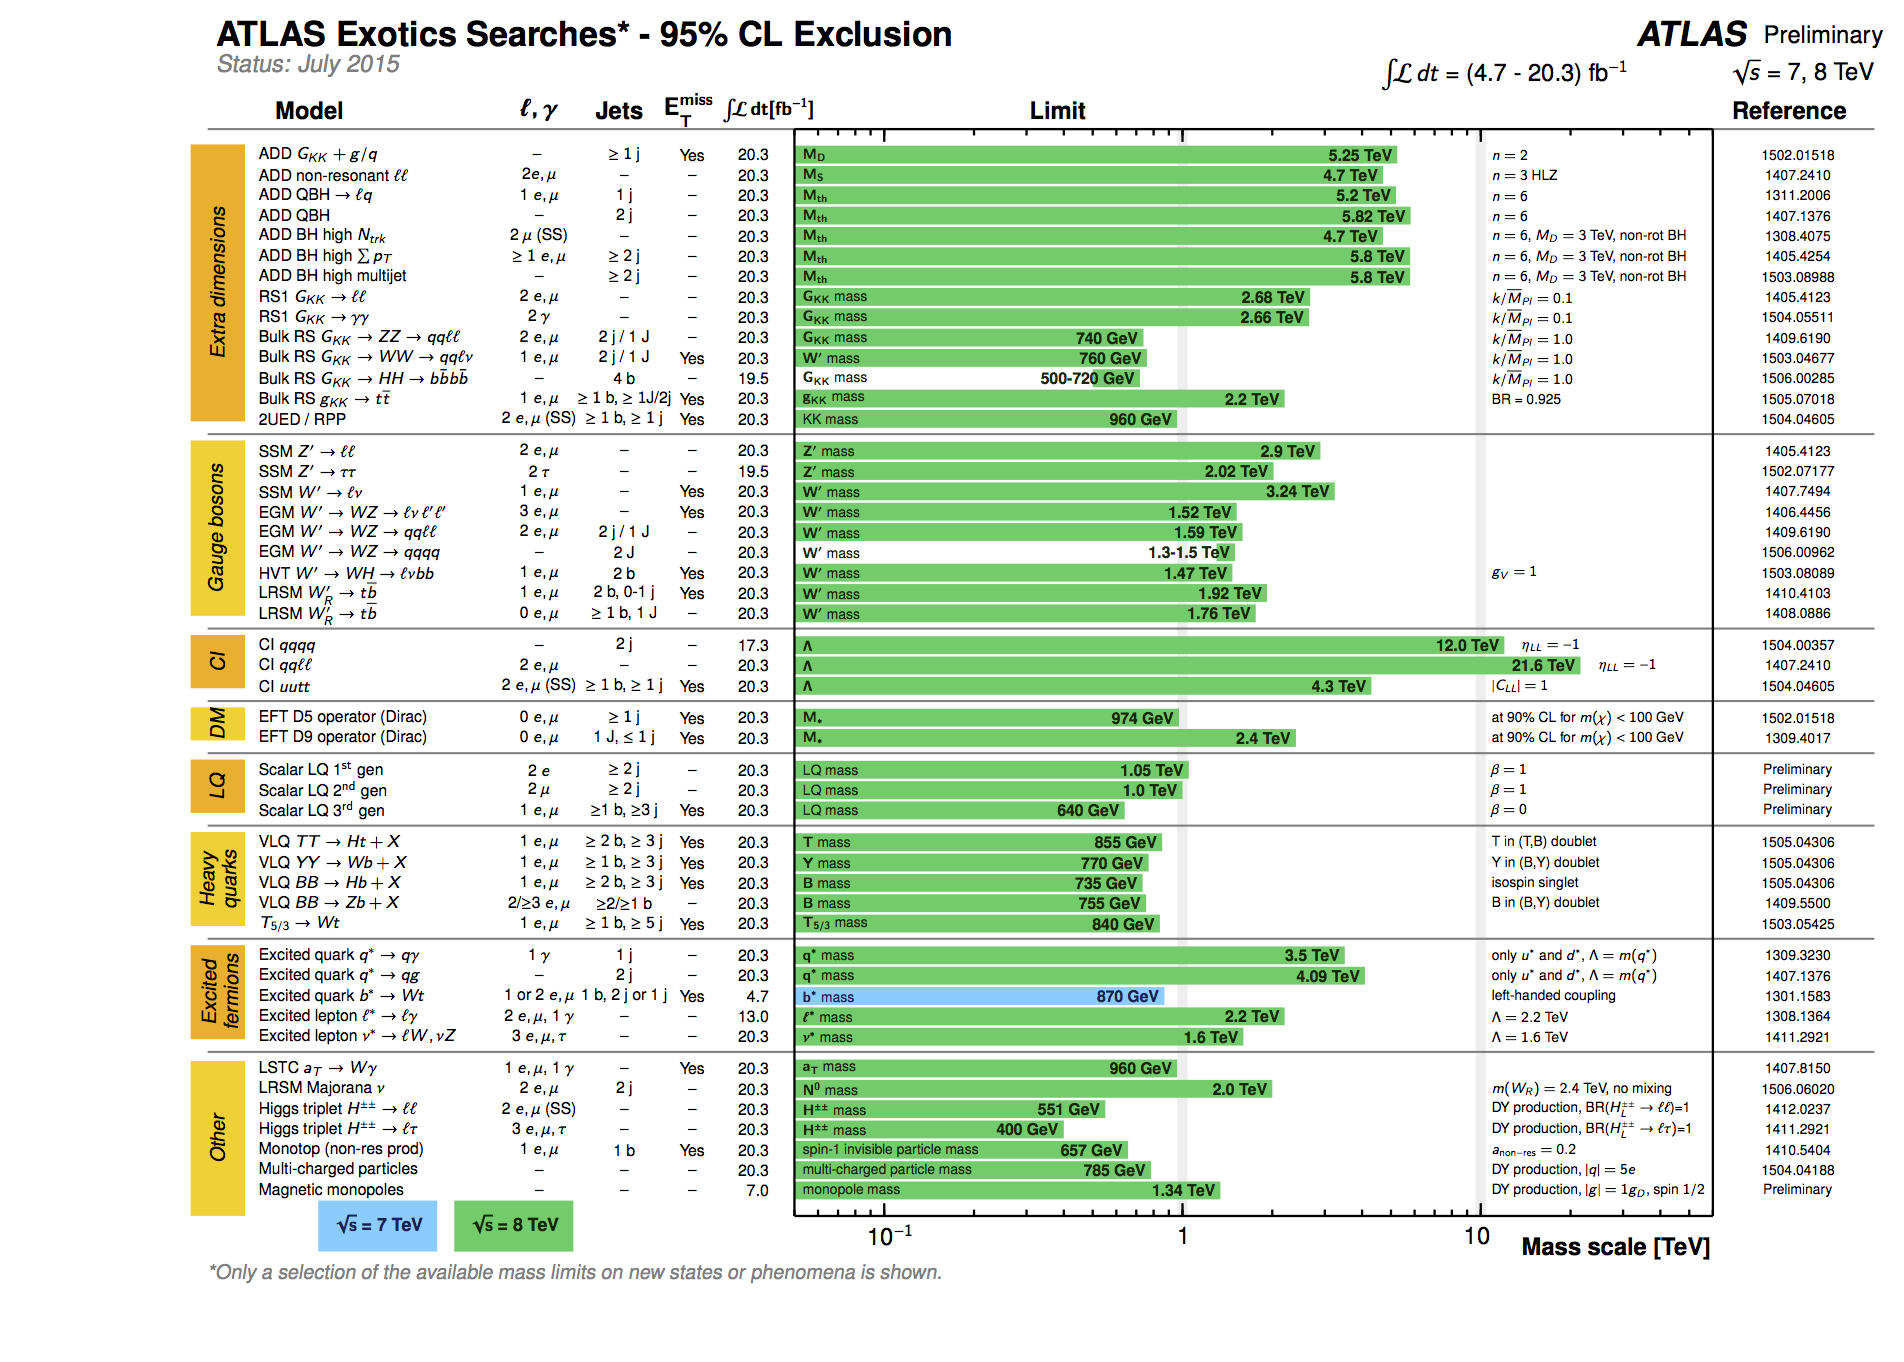 ATLAS Exotics Searches* - 95% CL Exclusion
ATLAS Preliminary
Status: July 2015
∫ℒ dt = (4.7 - 20.3) fb⁻¹ √s = 7, 8 TeV
Model ℓ, γ Jets E_T^miss ∫ℒ dt[fb⁻¹] Limit Reference
Extra dimensions
ADD G_KK + g/q – ≥ 1 j Yes 20.3 M_D 5.25 TeV n = 2 1502.01518
ADD non-resonant ℓℓ 2e, μ – – 20.3 M_S 4.7 TeV n = 3 HLZ 1407.2410
ADD QBH → ℓq 1 e, μ 1 j – 20.3 M_th 5.2 TeV n = 6 1311.2006
ADD QBH – 2 j – 20.3 M_th 5.82 TeV n = 6 1407.1376
ADD BH high N_trk 2 μ (SS) – – 20.3 M_th 4.7 TeV n = 6, M_D = 3 TeV, non-rot BH 1308.4075
ADD BH high ∑ p_T ≥ 1 e, μ ≥ 2 j – 20.3 M_th 5.8 TeV n = 6, M_D = 3 TeV, non-rot BH 1405.4254
ADD BH high multijet – ≥ 2 j – 20.3 M_th 5.8 TeV n = 6, M_D = 3 TeV, non-rot BH 1503.08988
RS1 G_KK → ℓℓ 2 e, μ – – 20.3 G_KK mass 2.68 TeV k/M̅_Pl = 0.1 1405.4123
RS1 G_KK → γγ 2 γ – – 20.3 G_KK mass 2.66 TeV k/M̅_Pl = 0.1 1504.05511
Bulk RS G_KK → ZZ → qqℓℓ 2 e, μ 2 j / 1 J – 20.3 G_KK mass 740 GeV k/M̅_Pl = 1.0 1409.6190
Bulk RS G_KK → WW → qqℓν 1 e, μ 2 j / 1 J Yes 20.3 W′ mass 760 GeV k/M̅_Pl = 1.0 1503.04677
Bulk RS G_KK → HH → bb̅bb̅ – 4 b – 19.5 G_KK mass 500-720 GeV k/M̅_Pl = 1.0 1506.00285
Bulk RS g_KK → tt̅ 1 e, μ ≥ 1 b, ≥ 1J/2j Yes 20.3 g_KK mass 2.2 TeV BR = 0.925 1505.07018
2UED / RPP 2 e, μ (SS) ≥ 1 b, ≥ 1 j Yes 20.3 KK mass 960 GeV 1504.04605
Gauge bosons
SSM Z′ → ℓℓ 2 e, μ – – 20.3 Z′ mass 2.9 TeV 1405.4123
SSM Z′ → ττ 2 τ – – 19.5 Z′ mass 2.02 TeV 1502.07177
SSM W′ → ℓν 1 e, μ – Yes 20.3 W′ mass 3.24 TeV 1407.7494
EGM W′ → WZ → ℓν ℓ′ℓ′ 3 e, μ – Yes 20.3 W′ mass 1.52 TeV 1406.4456
EGM W′ → WZ → qqℓℓ 2 e, μ 2 j / 1 J – 20.3 W′ mass 1.59 TeV 1409.6190
EGM W′ → WZ → qqqq – 2 J – 20.3 W′ mass 1.3-1.5 TeV 1506.00962
HVT W′ → WH → ℓνbb 1 e, μ 2 b Yes 20.3 W′ mass 1.47 TeV g_V = 1 1503.08089
LRSM W′_R → tb̅ 1 e, μ 2 b, 0-1 j Yes 20.3 W′ mass 1.92 TeV 1410.4103
LRSM W′_R → tb̅ 0 e, μ ≥ 1 b, 1 J – 20.3 W′ mass 1.76 TeV 1408.0886
CI
CI qqqq – 2 j – 17.3 Λ 12.0 TeV η_LL = −1 1504.00357
CI qqℓℓ 2 e, μ – – 20.3 Λ 21.6 TeV η_LL = −1 1407.2410
CI uutt 2 e, μ (SS) ≥ 1 b, ≥ 1 j Yes 20.3 Λ 4.3 TeV |C_LL| = 1 1504.04605
DM
EFT D5 operator (Dirac) 0 e, μ ≥ 1 j Yes 20.3 M_* 974 GeV at 90% CL for m(χ) < 100 GeV 1502.01518
EFT D9 operator (Dirac) 0 e, μ 1 J, ≤ 1 j Yes 20.3 M_* 2.4 TeV at 90% CL for m(χ) < 100 GeV 1309.4017
LQ
Scalar LQ 1st gen 2 e ≥ 2 j – 20.3 LQ mass 1.05 TeV β = 1 Preliminary
Scalar LQ 2nd gen 2 μ ≥ 2 j – 20.3 LQ mass 1.0 TeV β = 1 Preliminary
Scalar LQ 3rd gen 1 e, μ ≥1 b, ≥3 j Yes 20.3 LQ mass 640 GeV β = 0 Preliminary
Heavy quarks
VLQ TT → Ht + X 1 e, μ ≥ 2 b, ≥ 3 j Yes 20.3 T mass 855 GeV T in (T,B) doublet 1505.04306
VLQ YY → Wb + X 1 e, μ ≥ 1 b, ≥ 3 j Yes 20.3 Y mass 770 GeV Y in (B,Y) doublet 1505.04306
VLQ BB → Hb + X 1 e, μ ≥ 2 b, ≥ 3 j Yes 20.3 B mass 735 GeV isospin singlet 1505.04306
VLQ BB → Zb + X 2/≥3 e, μ ≥2/≥1 b – 20.3 B mass 755 GeV B in (B,Y) doublet 1409.5500
T_5/3 → Wt 1 e, μ ≥ 1 b, ≥ 5 j Yes 20.3 T_5/3 mass 840 GeV 1503.05425
Excited fermions
Excited quark q* → qγ 1 γ 1 j – 20.3 q* mass 3.5 TeV only u* and d*, Λ = m(q*) 1309.3230
Excited quark q* → qg – 2 j – 20.3 q* mass 4.09 TeV only u* and d*, Λ = m(q*) 1407.1376
Excited quark b* → Wt 1 or 2 e, μ 1 b, 2 j or 1 j Yes 4.7 b* mass 870 GeV left-handed coupling 1301.1583
Excited lepton ℓ* → ℓγ 2 e, μ, 1 γ – – 13.0 ℓ* mass 2.2 TeV Λ = 2.2 TeV 1308.1364
Excited lepton ν* → ℓW, νZ 3 e, μ, τ – – 20.3 ν* mass 1.6 TeV Λ = 1.6 TeV 1411.2921
Other
LSTC a_T → Wγ 1 e, μ, 1 γ – Yes 20.3 a_T mass 960 GeV 1407.8150
LRSM Majorana ν 2 e, μ 2 j – 20.3 N⁰ mass 2.0 TeV m(W_R) = 2.4 TeV, no mixing 1506.06020
Higgs triplet H^±± → ℓℓ 2 e, μ (SS) – – 20.3 H^±± mass 551 GeV DY production, BR(H_L^±± → ℓℓ)=1 1412.0237
Higgs triplet H^±± → ℓτ 3 e, μ, τ – – 20.3 H^±± mass 400 GeV DY production, BR(H_L^±± → ℓτ)=1 1411.2921
Monotop (non-res prod) 1 e, μ 1 b Yes 20.3 spin-1 invisible particle mass 657 GeV a_non−res = 0.2 1410.5404
Multi-charged particles – – – 20.3 multi-charged particle mass 785 GeV DY production, |q| = 5e 1504.04188
Magnetic monopoles – – – 7.0 monopole mass 1.34 TeV DY production, |g| = 1g_D, spin 1/2 Preliminary
√s = 7 TeV √s = 8 TeV
10⁻¹ 1 10
Mass scale [TeV]
*Only a selection of the available mass limits on new states or phenomena is shown.